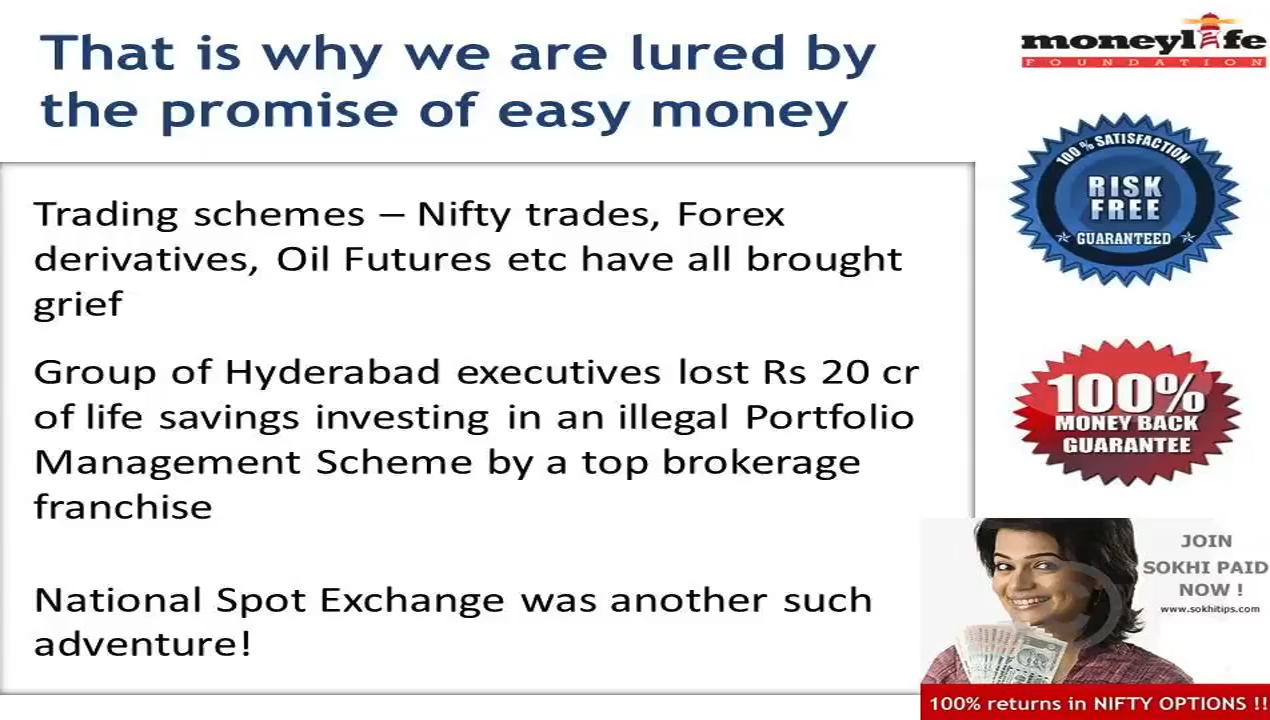 That is why we are lured by
the promise of easy money
moneylife
FOUNDATION
Trading schemes – Nifty trades, Forex
derivatives, Oil Futures etc have all brought
grief
Group of Hyderabad executives lost Rs 20 cr
of life savings investing in an illegal Portfolio
Management Scheme by a top brokerage
franchise
National Spot Exchange was another such
adventure!
100% SATISFACTION
RISK
FREE
GUARANTEED
100%
MONEY BACK
GUARANTEE
JOIN
SOKHI PAID
NOW !
www.sokhitips.com
100% returns in NIFTY OPTIONS !!